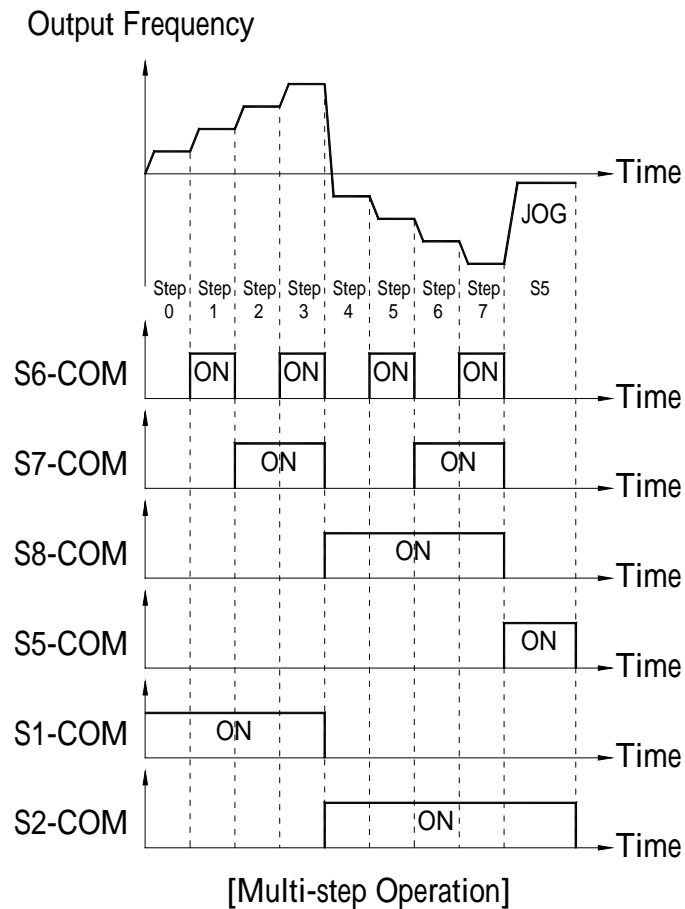 Output Frequency
Time
JOG
Step Step Step Step Step Step Step Step S5
0 1 2 3 4 5 6 7
S6-COM ON ON ON ON Time
S7-COM ON ON Time
S8-COM ON Time
S5-COM ON Time
S1-COM ON Time
S2-COM ON Time
[Multi-step Operation]